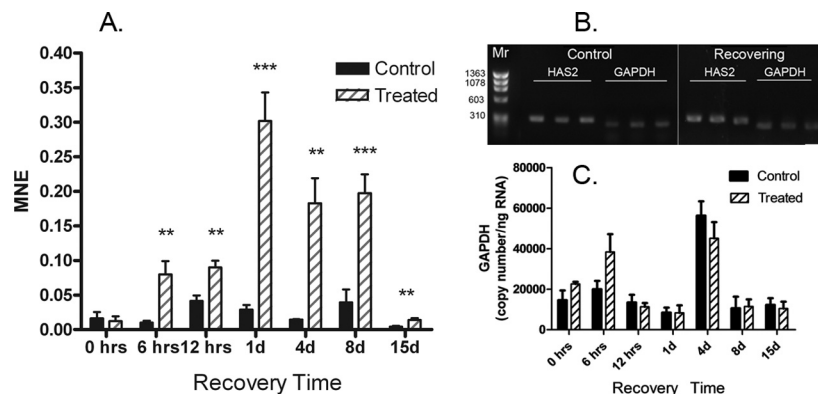 A.
MNE
0.40
0.35
0.30
0.25
0.20
0.15
0.10
0.05
0.00
Control
Treated
**
**
***
**
***
**
0 hrs 6 hrs 12 hrs 1d 4d 8d 15d
Recovery Time
B.
Mr Control Recovering
HAS2 GAPDH HAS2 GAPDH
1363
1078
603
310
C.
GAPDH
(copy number/ng RNA)
80000
60000
40000
20000
0
Control
Treated
0 hrs 6 hrs 12 hrs 1d 4d 8d 15d
Recovery Time